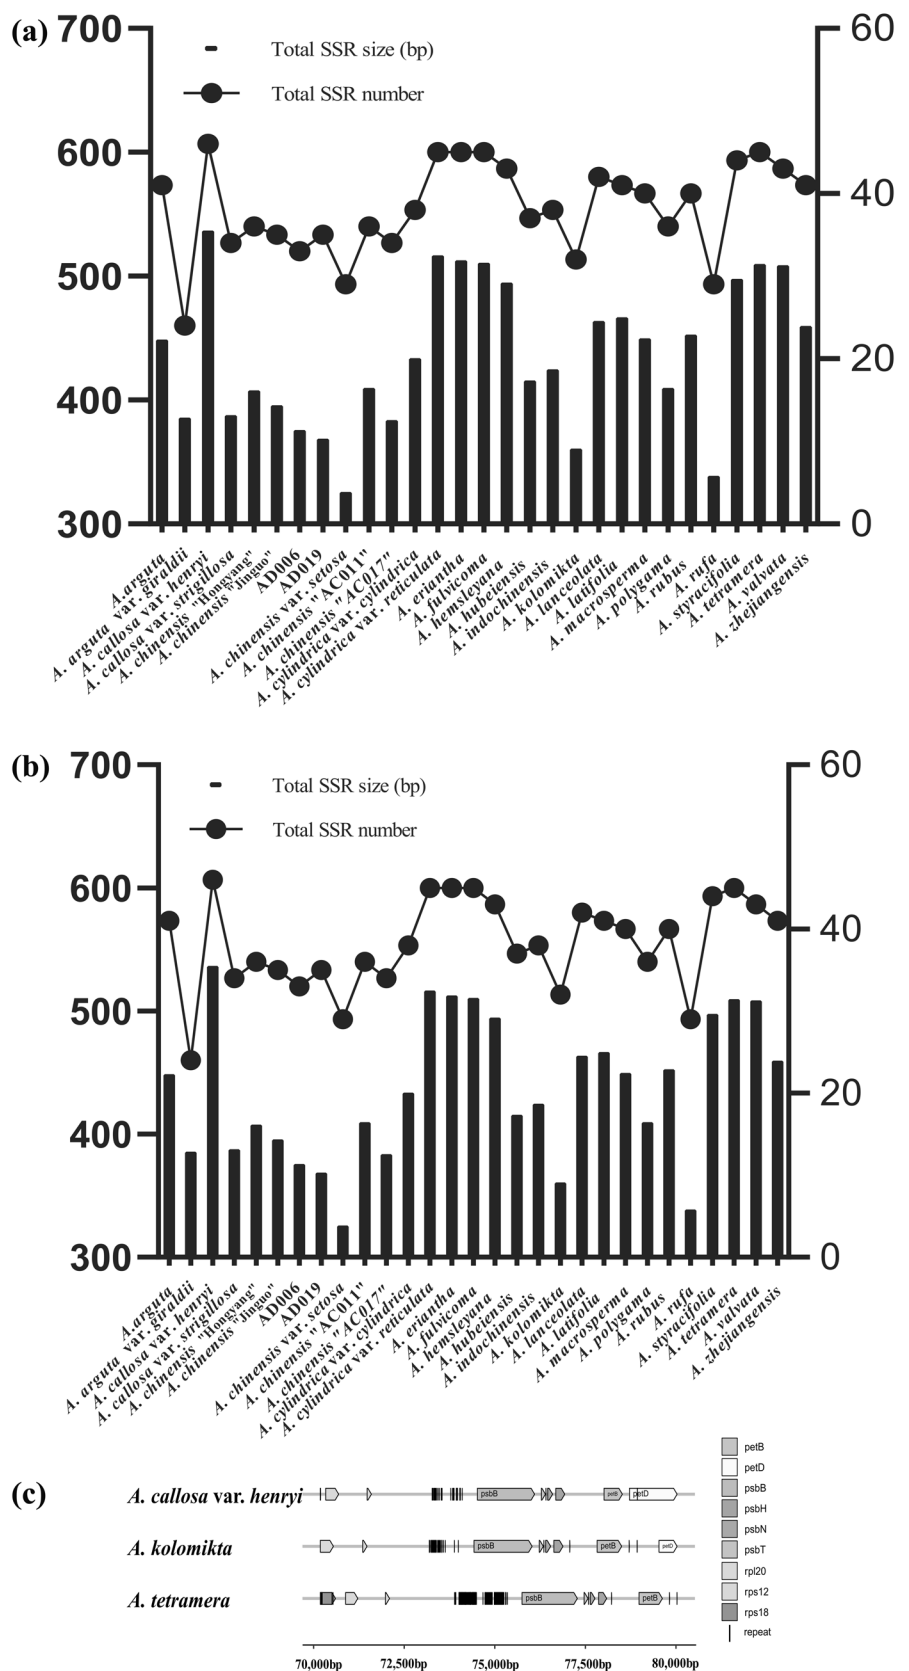 (a)
700
600
500
400
300
Total SSR size (bp)
Total SSR number
60
40
20
0
A.arguta
A. arguta var. giraldii
A. callosa var. henryi
A. callosa var. strigillosa
A. chinensis "Hongyang"
A. chinensis "Jinguo"
AD006
AD019
A. chinensis var. setosa
A. chinensis "AC011"
A. chinensis "AC017"
A. cylindrica var. cylindrica
A. cylindrica var. reticulata
A. eriantha
A. fulvicoma
A. hemsleyana
A. hubeiensis
A. indochinensis
A. kolomikta
A. lanceolata
A. latifolia
A. macrosperma
A. polygama
A. rubus
A. rufa
A. styracifolia
A. tetramera
A. valvata
A. zhejiangensis
(b)
700
600
500
400
300
Total SSR size (bp)
Total SSR number
60
40
20
0
A.arguta
A. arguta var. giraldii
A. callosa var. henryi
A. callosa var. strigillosa
A. chinensis "Hongyang"
A. chinensis "Jinguo"
AD006
AD019
A. chinensis var. setosa
A. chinensis "AC011"
A. chinensis "AC017"
A. cylindrica var. cylindrica
A. cylindrica var. reticulata
A. eriantha
A. fulvicoma
A. hemsleyana
A. hubeiensis
A. indochinensis
A. kolomikta
A. lanceolata
A. latifolia
A. macrosperma
A. polygama
A. rubus
A. rufa
A. styracifolia
A. tetramera
A. valvata
A. zhejiangensis
(c)
A. callosa var. henryi
psbB
petB
petD
A. kolomikta
psbB
petB
petD
A. tetramera
psbB
petB
70,000bp
72,500bp
75,000bp
77,500bp
80,000bp
petB
petD
psbB
psbH
psbN
psbT
rpl20
rps12
rps18
repeat